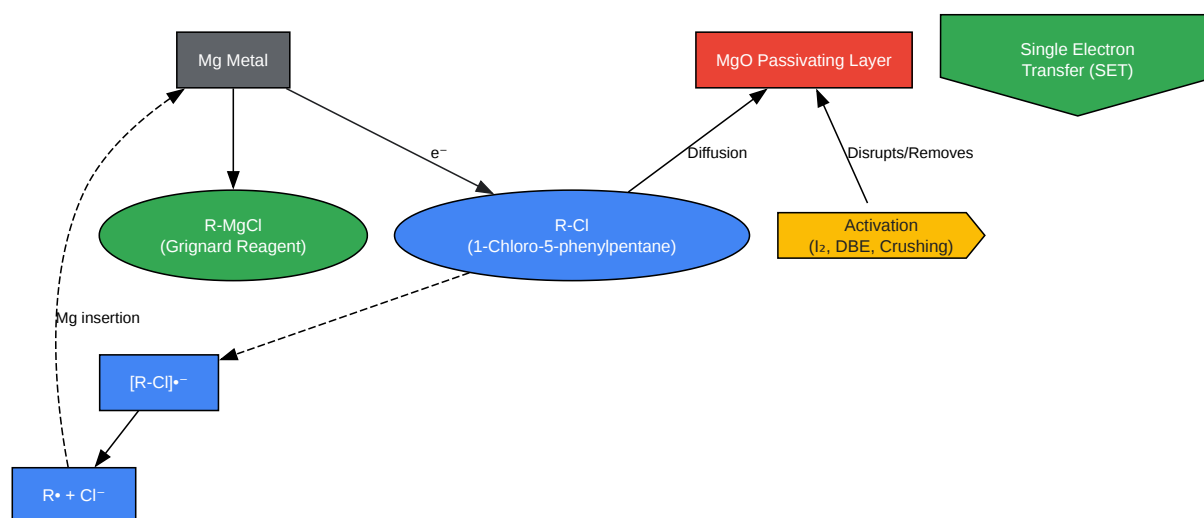 Mg Metal
MgO Passivating Layer
Single Electron
Transfer (SET)
e⁻
Diffusion
Disrupts/Removes
R-MgCl
(Grignard Reagent)
R-Cl
(1-Chloro-5-phenylpentane)
Activation
(I₂, DBE, Crushing)
Mg insertion
[R-Cl]•⁻
R• + Cl⁻